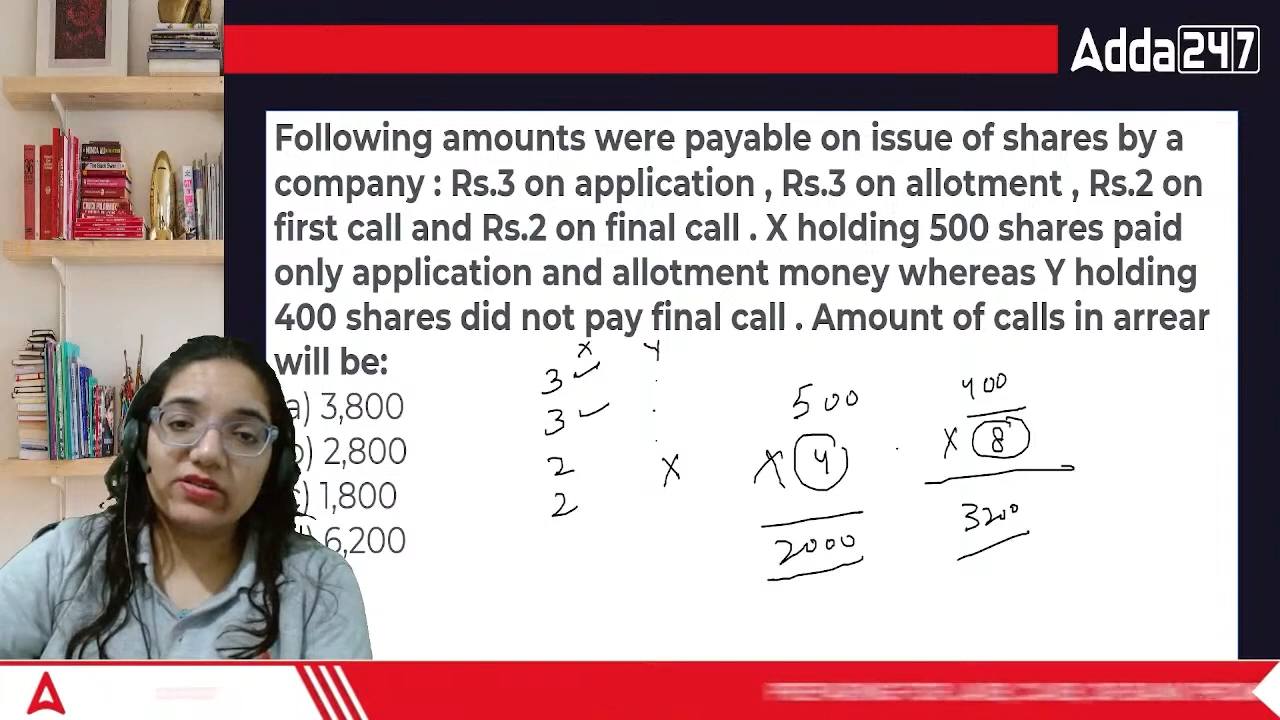 Adda 247
Following amounts were payable on issue of shares by a
company : Rs.3 on application , Rs.3 on allotment , Rs.2 on
first call and Rs.2 on final call . X holding 500 shares paid
only application and allotment money whereas Y holding
400 shares did not pay final call . Amount of calls in arrear
will be:
a) 3,800
b) 2,800
c) 1,800
d) 6,200
X Y
3
3
2 X
2
500
X 4
2000
400
X 8
3200